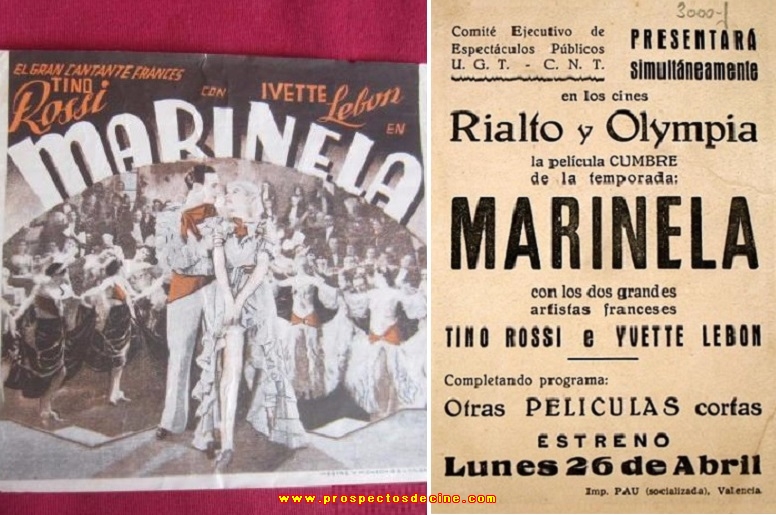 EL GRAN CANTANTE FRANCES
TINO
Rossi
CON
IVETTE
Lebon
EN
MARINELA
3000-
Comité Ejecutivo de
Espectáculos Públicos
U. G. T. - C. N. T.
PRESENTARÁ
simultáneamente
en los cines
Rialto y Olympia
la película CUMBRE
de la temporada:
MARINELA
con los dos grandes
artistas franceses
TINO ROSSI e YVETTE LEBON
Completando programa:
Otras PELICULAS cortas
ESTRENO
Lunes 26 de Abril
Imp. PAU (socializada), Valencia.
www.prospectosdecine.com